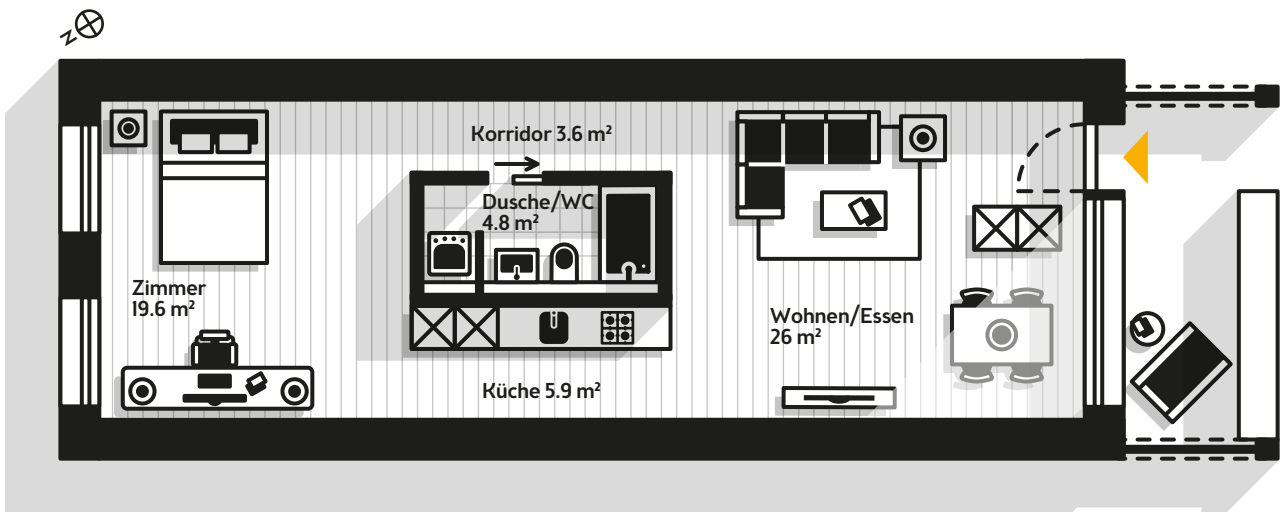 N
Korridor 3.6 m²
Dusche/WC
4.8 m²
Zimmer
19.6 m²
Wohnen/Essen
26 m²
Küche 5.9 m²